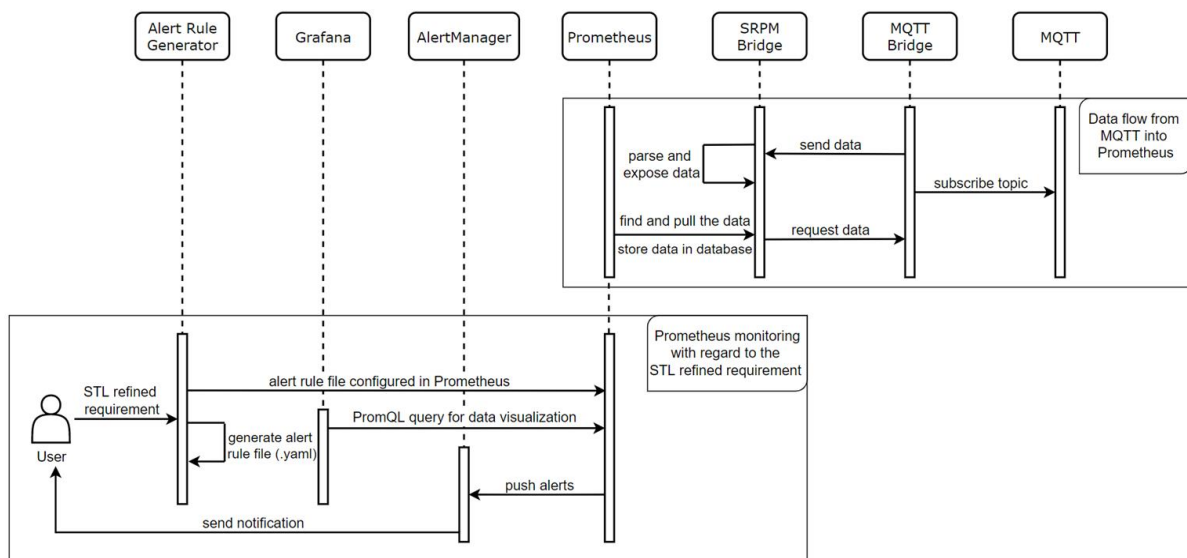 Alert Rule
Generator
Grafana
AlertManager
Prometheus
SRPM
Bridge
MQTT
Bridge
MQTT
Data flow from
MQTT into
Prometheus
send data
parse and
expose data
subscribe topic
find and pull the data
store data in database
request data
Prometheus monitoring
with regard to the
STL refined requirement
STL refined
requirement
alert rule file configured in Prometheus
PromQL query for data visualization
generate alert
rule file (.yaml)
User
push alerts
send notification